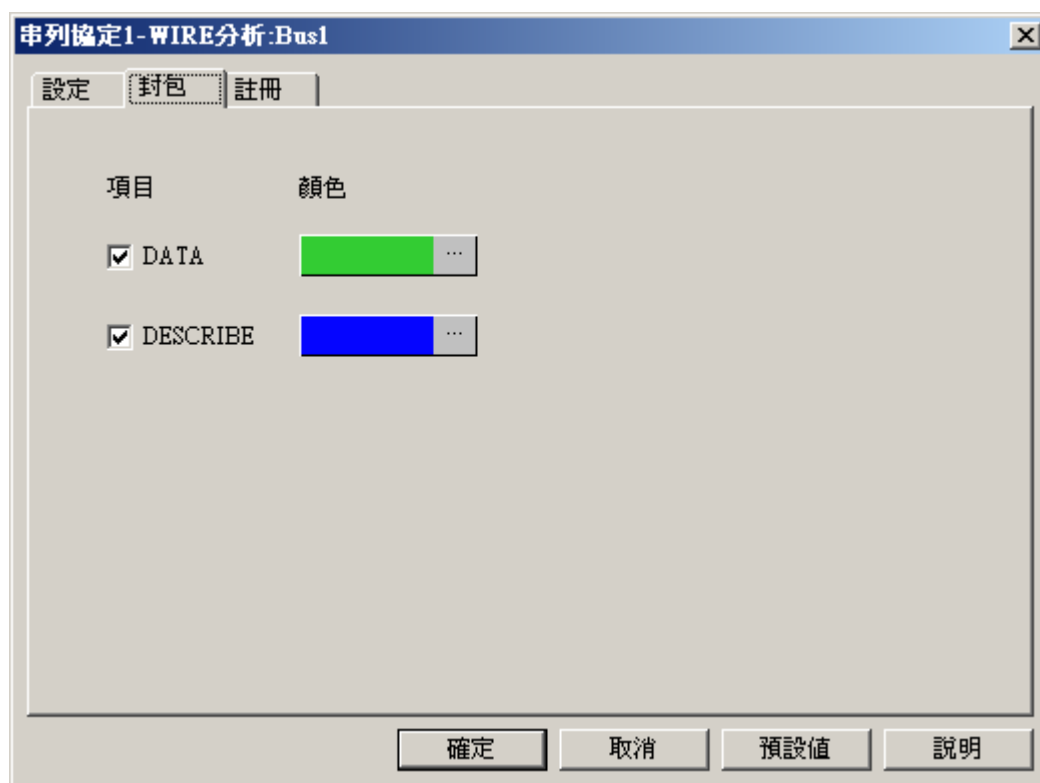 串列協定1-WIRE分析:Bus1
設定 封包 註冊
項目 顏色
DATA ...
DESCRIBE ...
確定 取消 預設值 說明